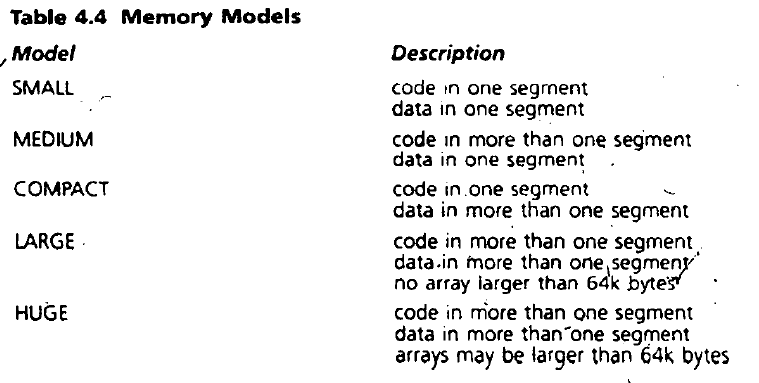 Table 4.4 Memory Models
Model Description
SMALL code in one segment
data in one segment
MEDIUM code in more than one segment
data in one segment
COMPACT code in one segment
data in more than one segment
LARGE code in more than one segment
data in more than one segment
no array larger than 64k bytes
HUGE code in more than one segment
data in more than one segment
arrays may be larger than 64k bytes